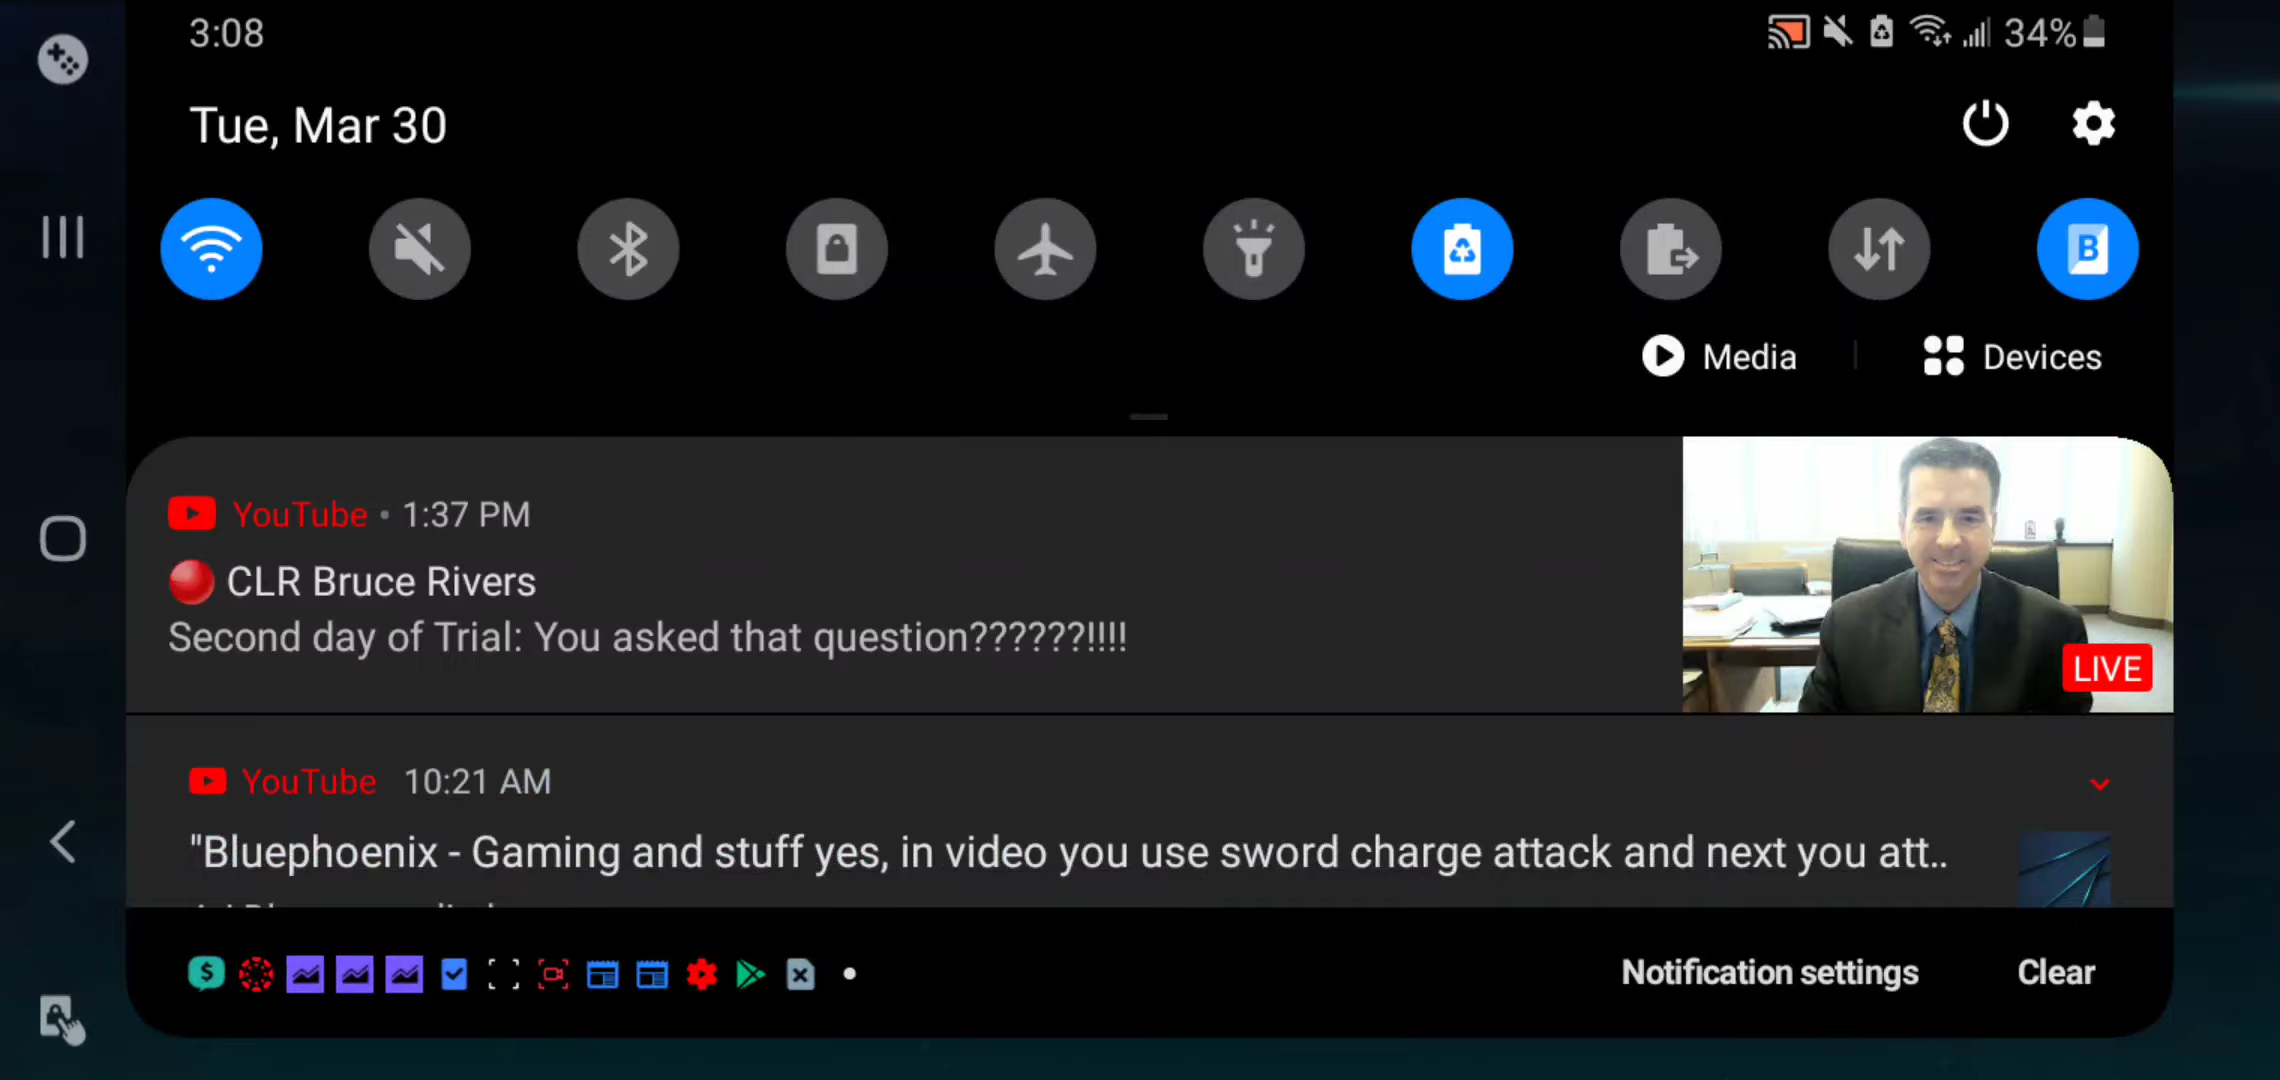 3:08
34%
Tue, Mar 30
B
Media
Devices
YouTube • 1:37 PM
CLR Bruce Rivers
Second day of Trial: You asked that question??????!!!!
LIVE
YouTube 10:21 AM
"Bluephoenix - Gaming and stuff yes, in video you use sword charge attack and next you att..
Notification settings
Clear